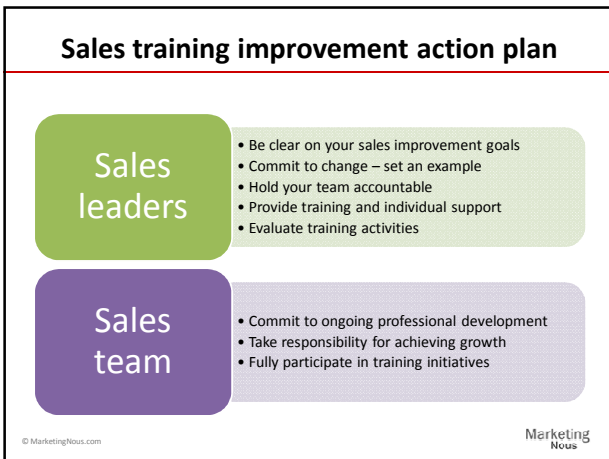 Sales training improvement action plan
Sales
leaders
• Be clear on your sales improvement goals
• Commit to change – set an example
• Hold your team accountable
• Provide training and individual support
• Evaluate training activities
Sales
team
• Commit to ongoing professional development
• Take responsibility for achieving growth
• Fully participate in training initiatives
© MarketingNous.com
Marketing
Nous